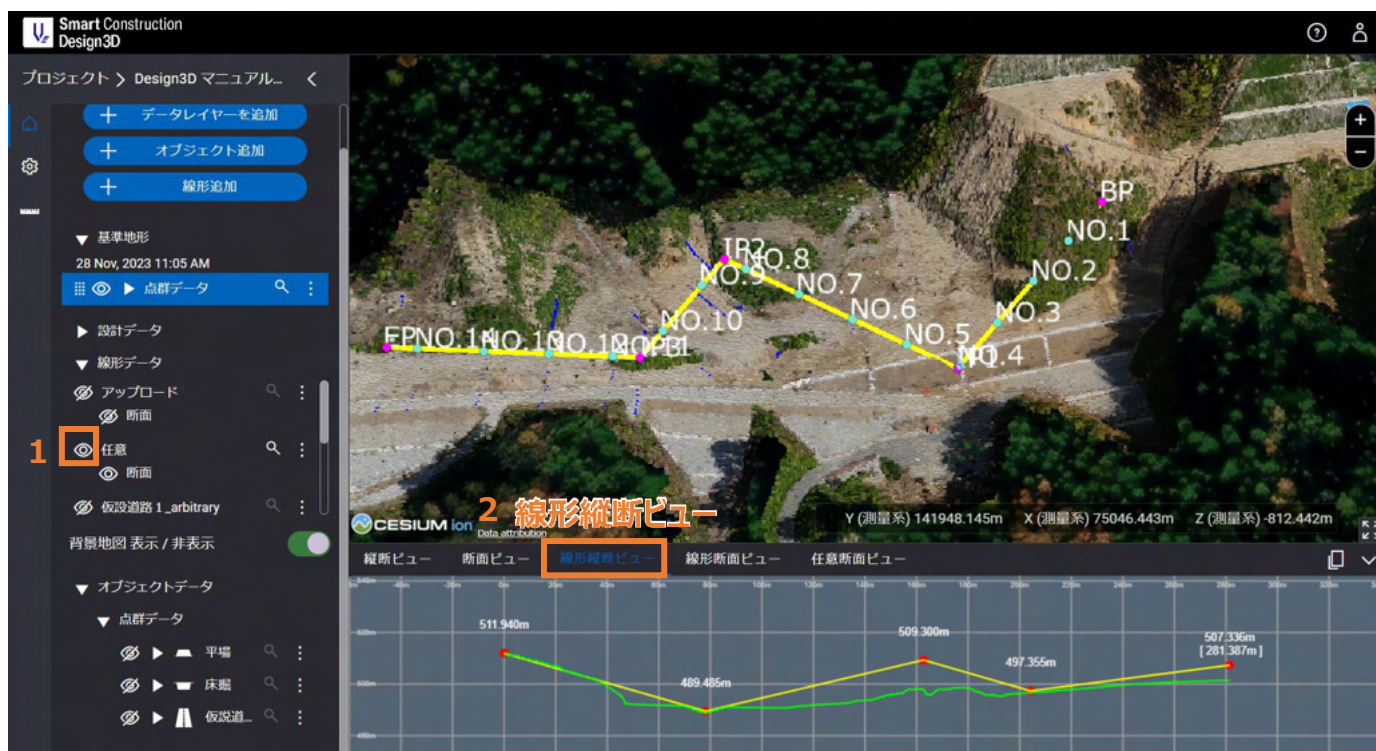 Smart Construction
Design3D
プロジェクト > Design3D マニュアル...
データレイヤーを追加
オブジェクト追加
線形追加
基準地形
28 Nov, 2023 11:05 AM
点群データ
設計データ
線形データ
アップロード
断面
1
任意
断面
仮設道路 1_arbitrary
背景地図 表示 / 非表示
オブジェクトデータ
点群データ
平場
床掘
仮設道...
BP
NO.1
NO.2
NO.3
NO.4
NO.5
NO.6
NO.7
NO.8
IP2
NO.9
NO.10
EP
CESIUM ion
Data attribution
2 線形縦断ビュー
Y (測量系) 141948.145m X (測量系) 75046.443m Z (測量系) -812.442m
縦断ビュー 断面ビュー 線形縦断ビュー 線形断面ビュー 任意断面ビュー
511.940m
489.485m
509.300m
497.355m
507.336m
[ 281.387m ]